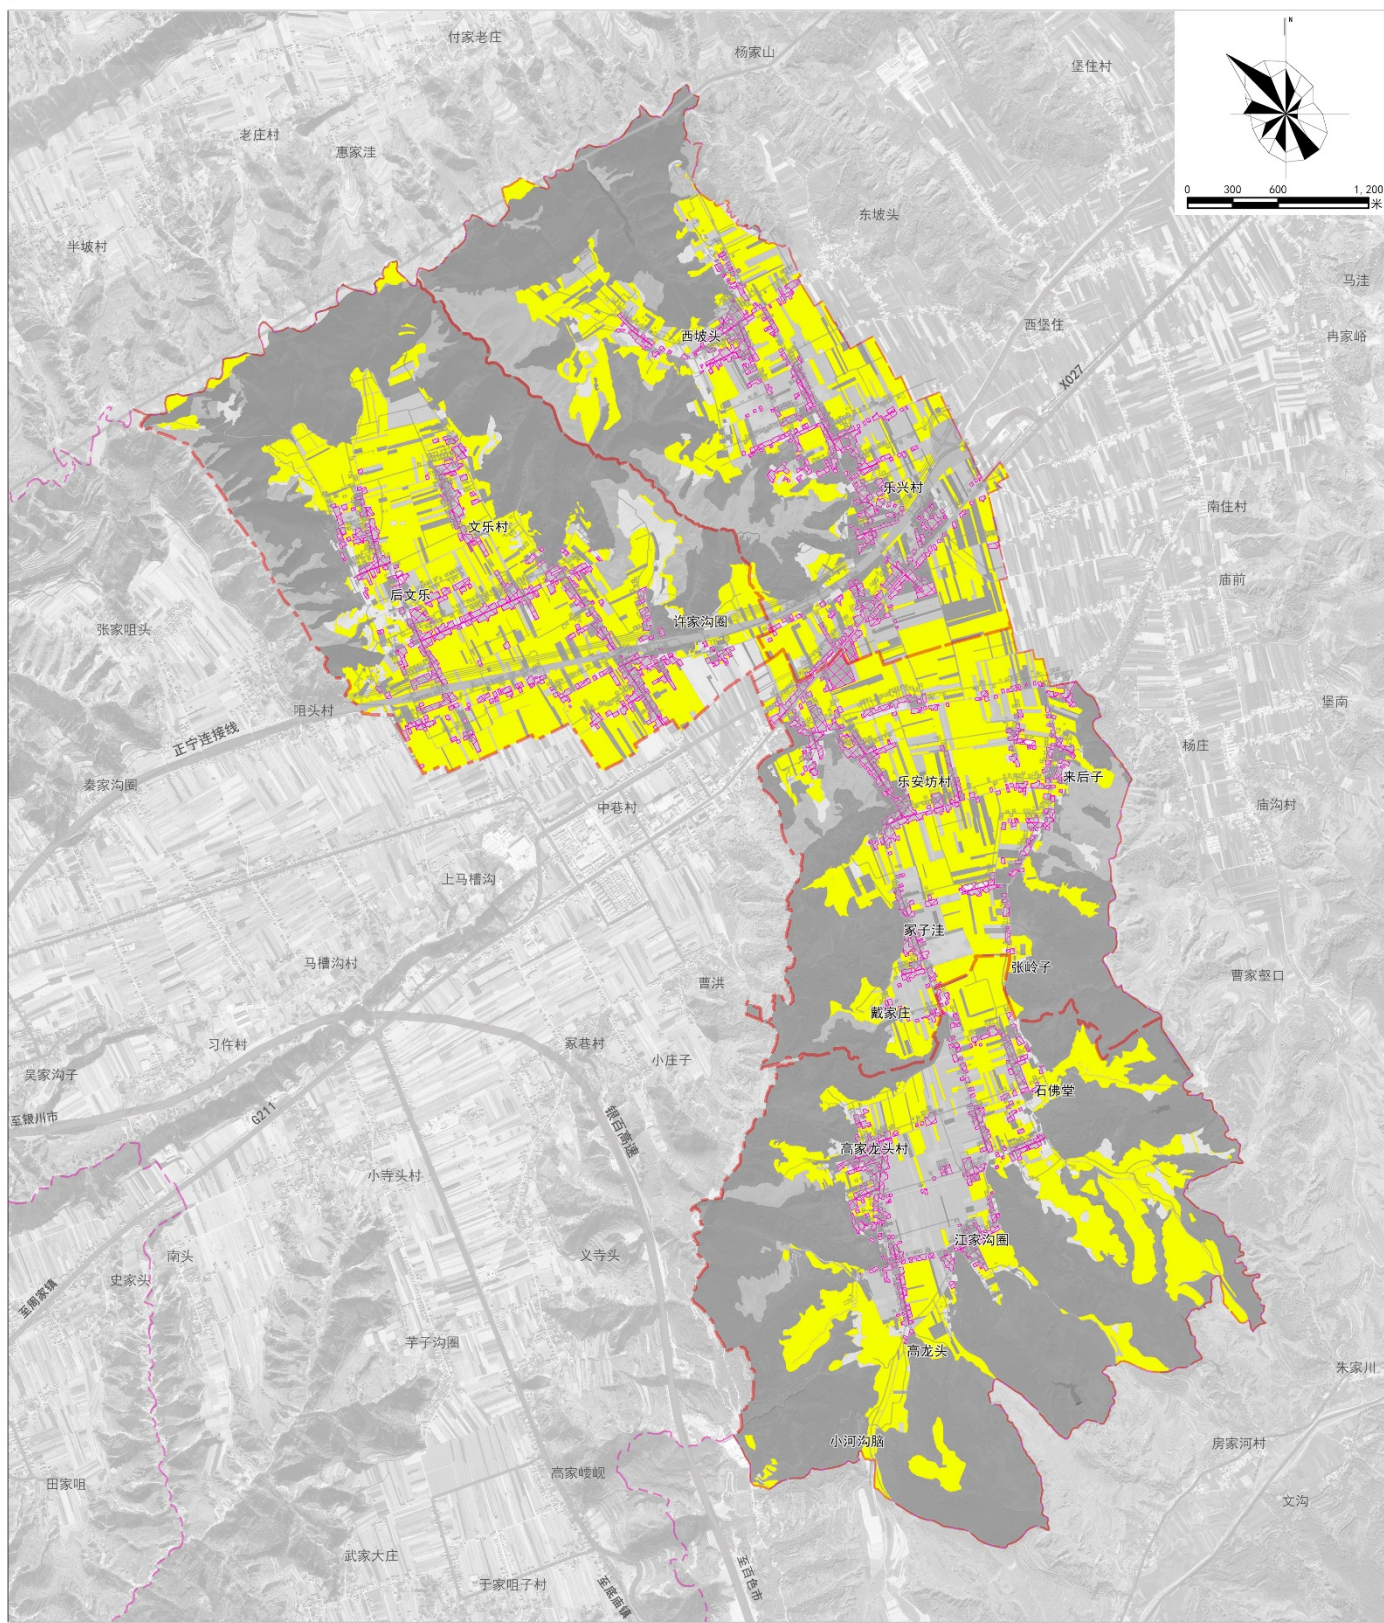 付家老庄
杨家山
堡住村
N
老庄村
惠家洼
0 300 600 1,200
米
东坡头
半坡村
马洼
西堡住
冉家峪
西坡头
X027
乐兴村
南住村
文乐村
庙前
后文乐
许家沟圈
张家咀头
咀头村
堡南
正宁连接线
杨庄
秦家沟圈
乐安坊村
来后子
中巷村
庙沟村
上马槽沟
冢子洼
马槽沟村
张岭子
曹洪
曹家壑口
戴家庄
习仵村
冢巷村
小庄子
吴家沟子
至银川市
G211
银百高速
石佛堂
高家龙头村
小寺头村
江家沟圈
南头
义寺头
史家头
至周家镇
芋子沟圈
高龙头
朱家川
小河沟脑
房家河村
高家崾岘
田家咀
文沟
武家大庄
于家咀子村
至底庙镇
至百色市